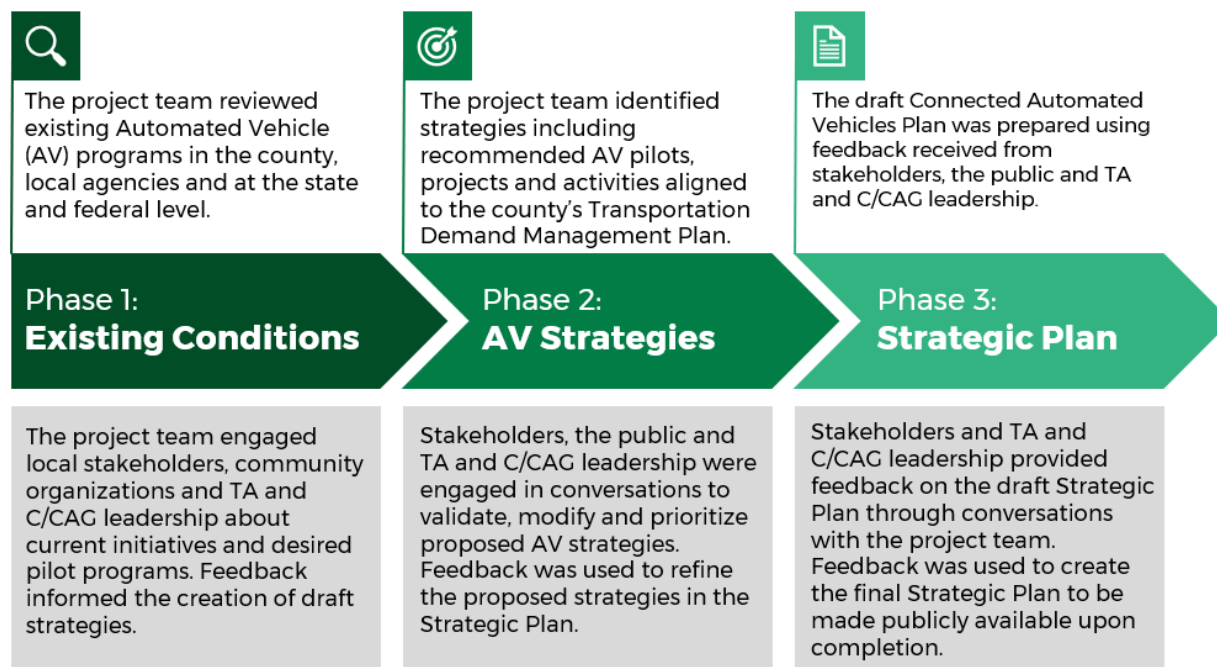 The project team reviewed
existing Automated Vehicle
(AV) programs in the county,
local agencies and at the state
and federal level.
The project team identified
strategies including
recommended AV pilots,
projects and activities aligned
to the county's Transportation
Demand Management Plan.
The draft Connected Automated
Vehicles Plan was prepared using
feedback received from
stakeholders, the public and TA
and C/CAG leadership.
Phase 1:
Existing Conditions
Phase 2:
AV Strategies
Phase 3:
Strategic Plan
The project team engaged
local stakeholders, community
organizations and TA and
C/CAG leadership about
current initiatives and desired
pilot programs. Feedback
informed the creation of draft
strategies.
Stakeholders, the public and
TA and C/CAG leadership were
engaged in conversations to
validate, modify and prioritize
proposed AV strategies.
Feedback was used to refine
the proposed strategies in the
Strategic Plan.
Stakeholders and TA and
C/CAG leadership provided
feedback on the draft Strategic
Plan through conversations
with the project team.
Feedback was used to create
the final Strategic Plan to be
made publicly available upon
completion.